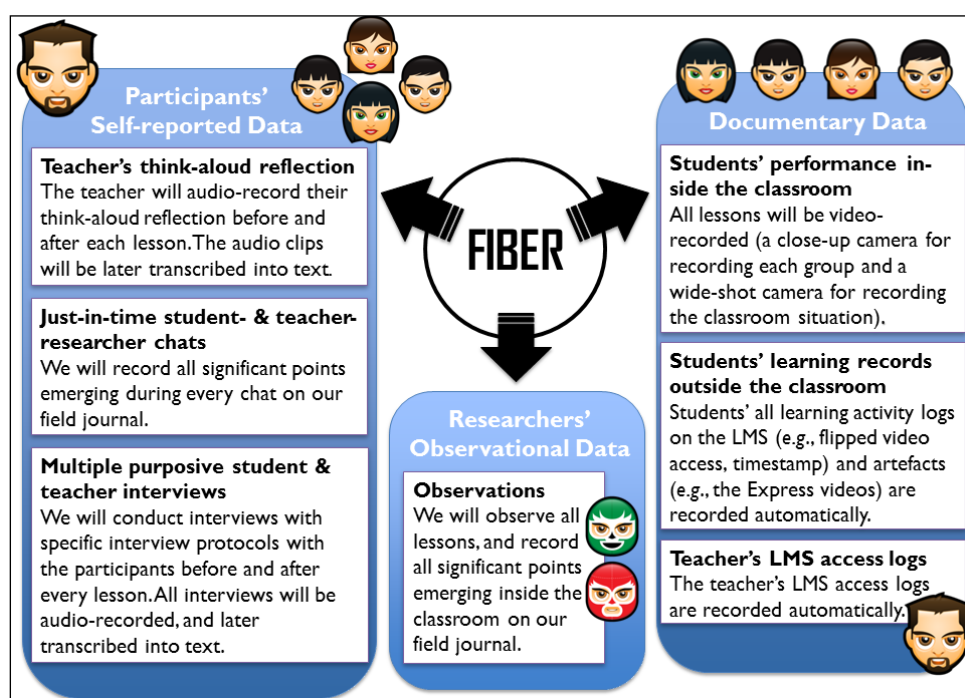 Participants'
Self-reported Data
Teacher's think-aloud reflection
The teacher will audio-record their
think-aloud reflection before and
after each lesson. The audio clips
will be later transcribed into text.
Just-in-time student- & teacher-
researcher chats
We will record all significant points
emerging during every chat on our
field journal.
Multiple purposive student &
teacher interviews
We will conduct interviews with
specific interview protocols with
the participants before and after
every lesson. All interviews will be
audio-recorded, and later
transcribed into text.
FIBER
Researchers'
Observational Data
Observations
We will observe all
lessons, and record
all significant points
emerging inside the
classroom on our
field journal.
Documentary Data
Students' performance in-
side the classroom
All lessons will be video-
recorded (a close-up camera for
recording each group and a
wide-shot camera for recording
the classroom situation),
Students' learning records
outside the classroom
Students' all learning activity logs
on the LMS (e.g., flipped video
access, timestamp) and artefacts
(e.g., the Express videos) are
recorded automatically.
Teacher's LMS access logs
The teacher's LMS access logs
are recorded automatically.